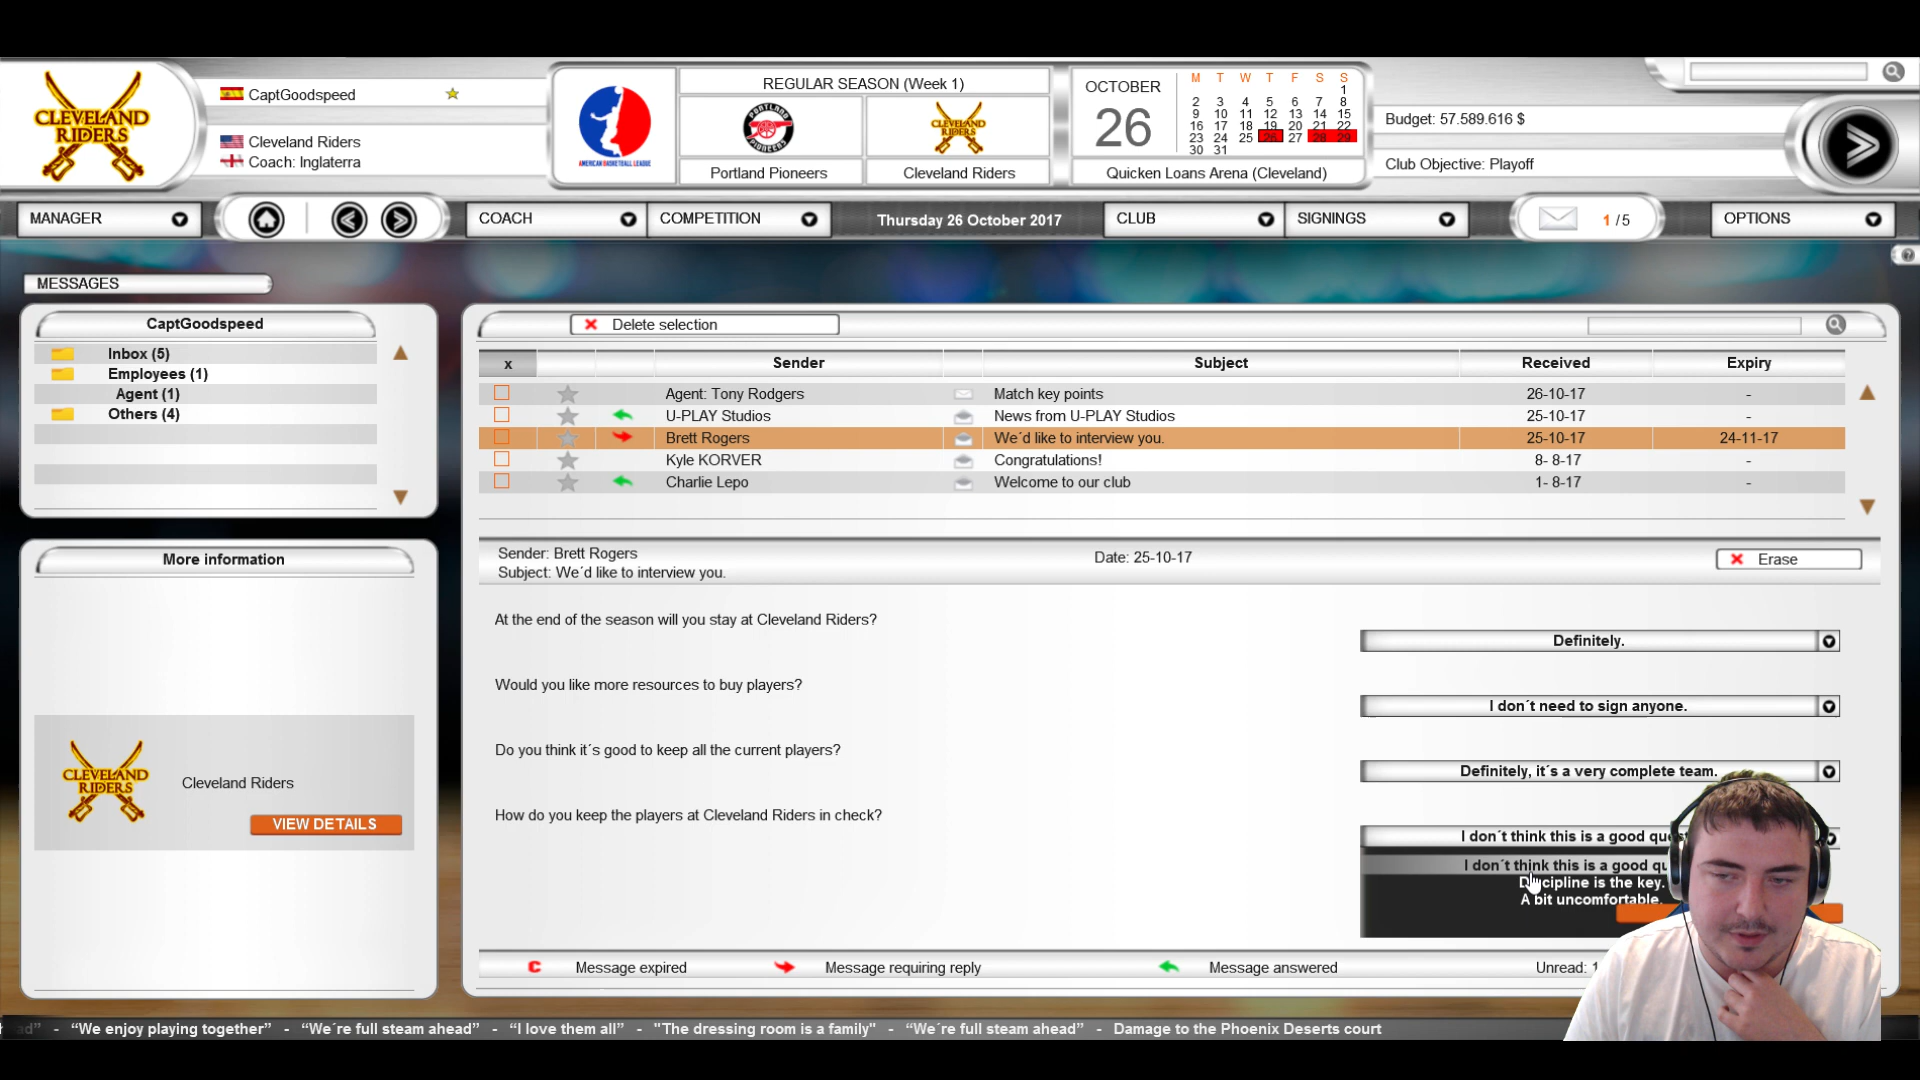 CLEVELAND RIDERS
CaptGoodspeed
Cleveland Riders
Coach: Inglaterra
AMERICAN BASKETBALL LEAGUE
REGULAR SEASON (Week 1)
PORTLAND PIONEERS
CLEVELAND RIDERS
Portland Pioneers
Cleveland Riders
OCTOBER
26
M T W T F S S
1
2 3 4 5 6 7 8
9 10 11 12 13 14 15
16 17 18 19 20 21 22
23 24 25 26 27 28 29
30 31
Quicken Loans Arena (Cleveland)
Budget: 57.589.616 $
Club Objective: Playoff
MANAGER
COACH
COMPETITION
Thursday 26 October 2017
CLUB
SIGNINGS
1 / 5
OPTIONS
MESSAGES
CaptGoodspeed
Inbox (5)
Employees (1)
Agent (1)
Others (4)
More information
CLEVELAND RIDERS
Cleveland Riders
VIEW DETAILS
Delete selection
x Sender Subject Received Expiry
Agent: Tony Rodgers Match key points 26-10-17 -
U-PLAY Studios News from U-PLAY Studios 25-10-17 -
Brett Rogers We´d like to interview you. 25-10-17 24-11-17
Kyle KORVER Congratulations! 8- 8-17 -
Charlie Lepo Welcome to our club 1- 8-17 -
Sender: Brett Rogers
Subject: We´d like to interview you.
Date: 25-10-17
Erase
At the end of the season will you stay at Cleveland Riders?
Definitely.
Would you like more resources to buy players?
I don´t need to sign anyone.
Do you think it´s good to keep all the current players?
Definitely, it´s a very complete team.
How do you keep the players at Cleveland Riders in check?
I don´t think this is a good
I don´t think this is a good
Discipline is the key.
A bit uncomfortable.
Message expired
Message requiring reply
Message answered
Unread: 1
- “We enjoy playing together” - “We´re full steam ahead” - “I love them all” - "The dressing room is a family" - “We´re full steam ahead” - Damage to the Phoenix Deserts court